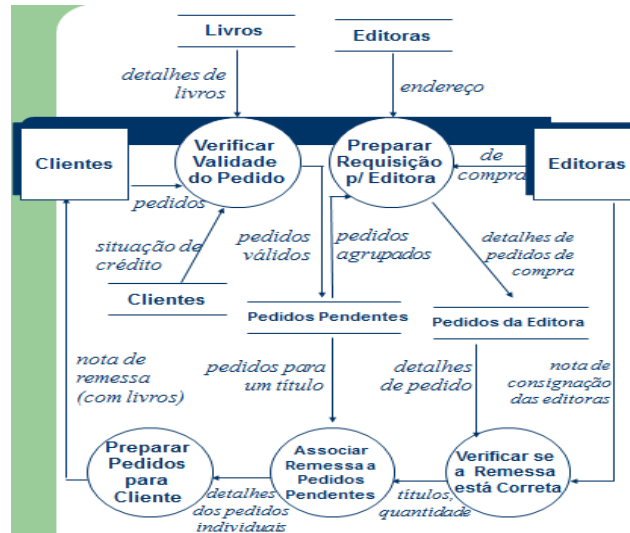 Livros
Editoras
detalhes de
livros
endereço
Clientes
Verificar
Validade
do Pedido
Preparar
Requisição
p/ Editora
de
compra
Editoras
pedidos
situação de
crédito
pedidos
válidos
pedidos
agrupados
detalhes de
pedidos de
compra
Clientes
Pedidos Pendentes
Pedidos da Editora
nota de
remessa
(com livros)
pedidos para
um título
detalhes
de pedido
nota de
consignação
das editoras
Preparar
Pedidos
para
Cliente
Associar
Remessa a
Pedidos
Pendentes
Verificar se
a Remessa
está Correta
detalhes
dos pedidos
individuais
títulos,
quantidade